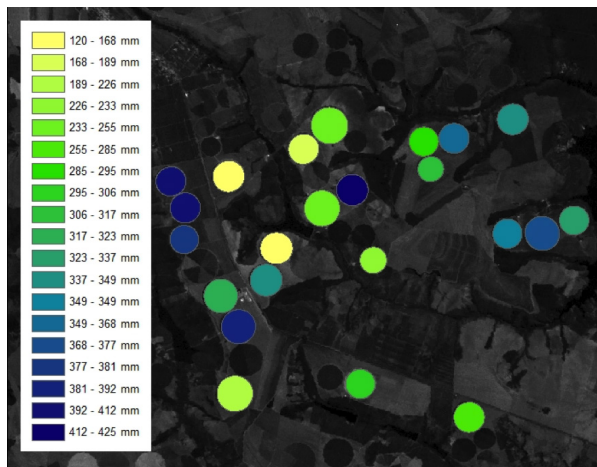 120 - 168 mm
168 - 189 mm
189 - 226 mm
226 - 233 mm
233 - 255 mm
255 - 285 mm
285 - 295 mm
295 - 306 mm
306 - 317 mm
317 - 323 mm
323 - 337 mm
337 - 349 mm
349 - 349 mm
349 - 368 mm
368 - 377 mm
377 - 381 mm
381 - 392 mm
392 - 412 mm
412 - 425 mm